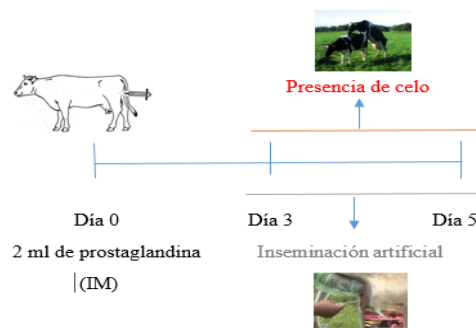 Presencia de celo
Día 0
Día 3
Día 5
2 ml de prostaglandina
(IM)
Inseminación artificial